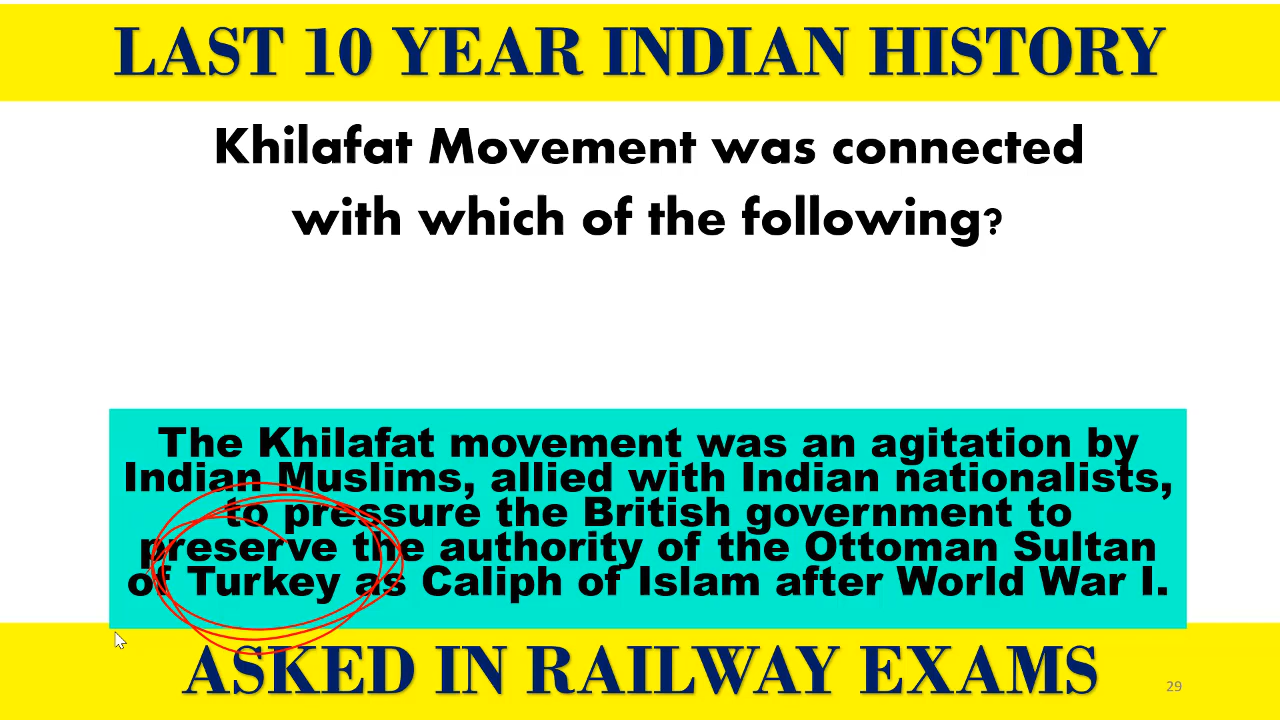 LAST 10 YEAR INDIAN HISTORY
Khilafat Movement was connected
with which of the following?
The Khilafat movement was an agitation by
Indian Muslims, allied with Indian nationalists,
to pressure the British government to
preserve the authority of the Ottoman Sultan
of Turkey as Caliph of Islam after World War I.
ASKED IN RAILWAY EXAMS
29